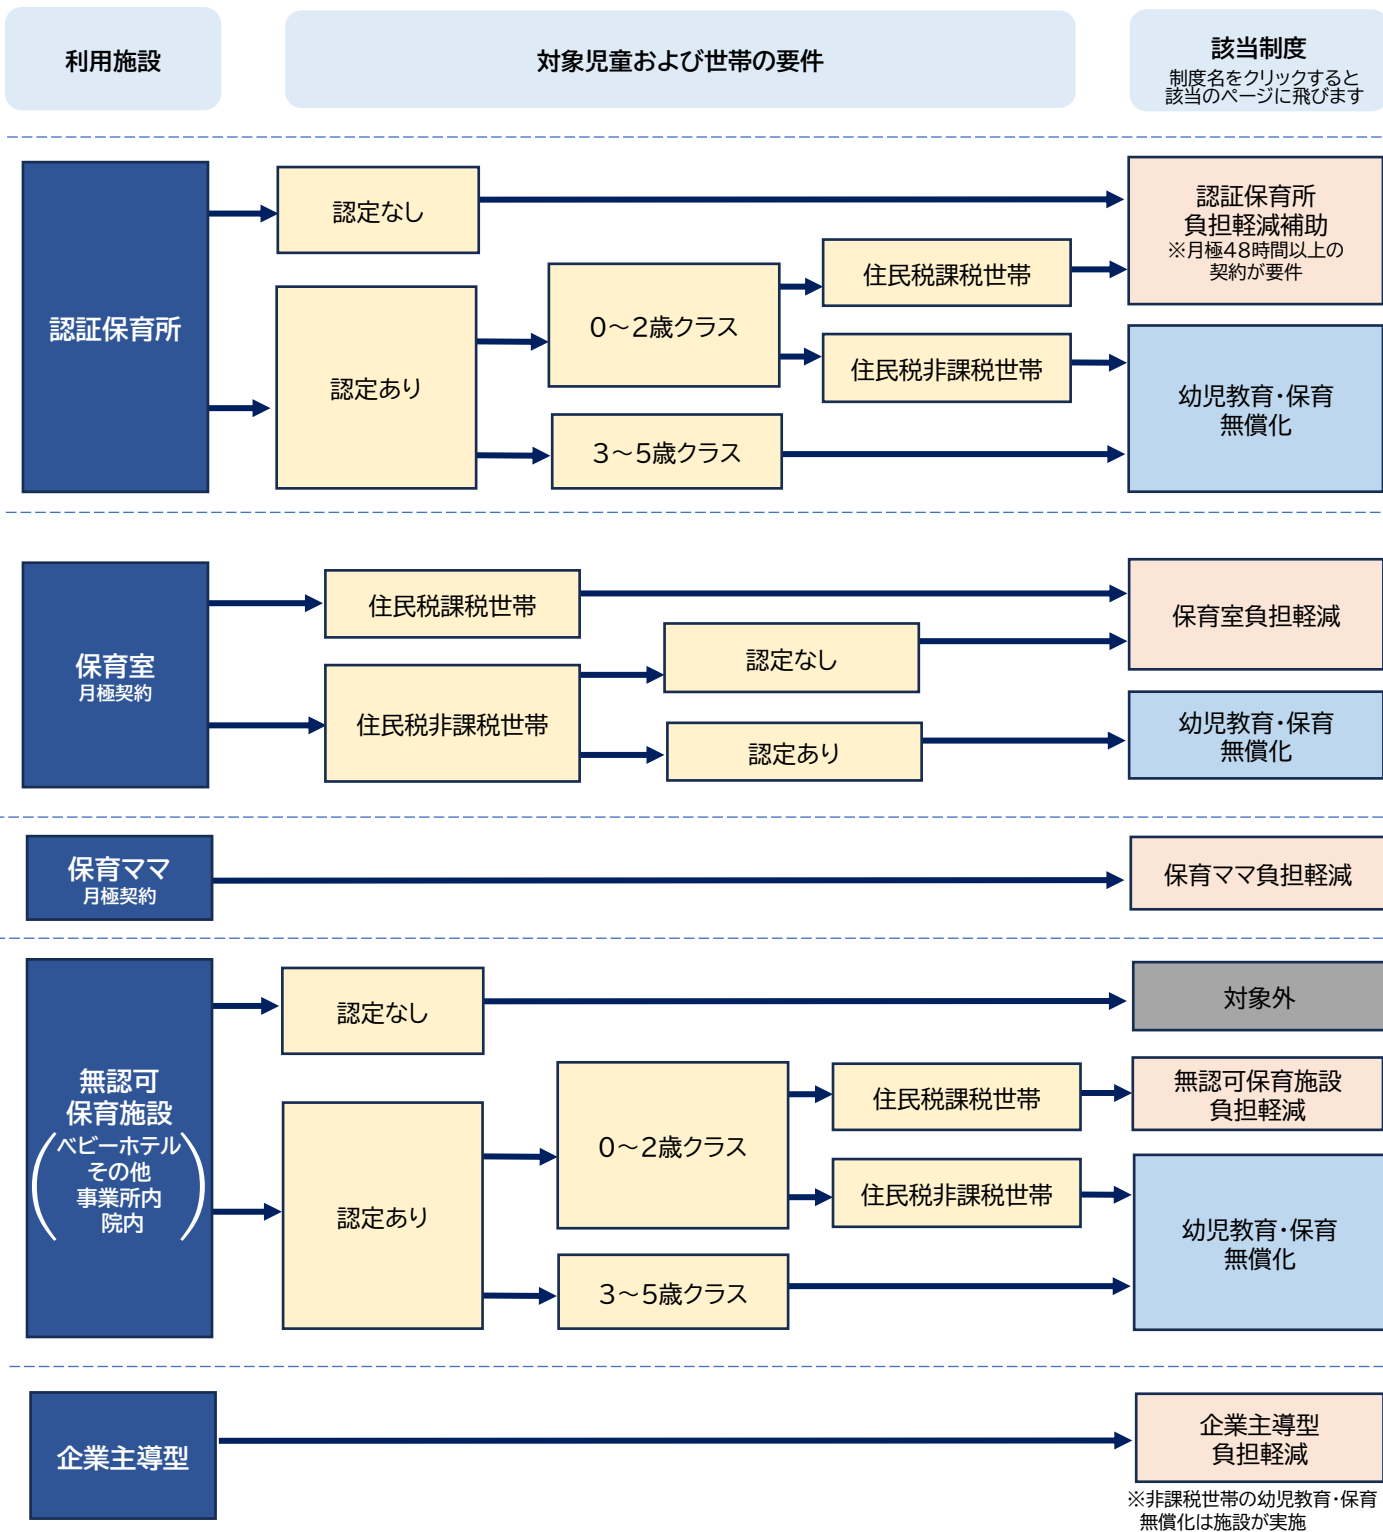 利用施設
対象児童および世帯の要件
該当制度
制度名をクリックすると
該当のページに飛びます
認証保育所
認定なし
認定あり
0～2歳クラス
3～5歳クラス
住民税課税世帯
住民税非課税世帯
認証保育所
負担軽減補助
※月極48時間以上の
契約が要件
幼児教育・保育
無償化
保育室
月極契約
住民税課税世帯
住民税非課税世帯
認定なし
認定あり
保育室負担軽減
幼児教育・保育
無償化
保育ママ
月極契約
保育ママ負担軽減
無認可
保育施設
（ベビーホテル
その他
事業所内
院内）
認定なし
認定あり
0～2歳クラス
3～5歳クラス
住民税課税世帯
住民税非課税世帯
対象外
無認可保育施設
負担軽減
幼児教育・保育
無償化
企業主導型
企業主導型
負担軽減
※非課税世帯の幼児教育・保育
無償化は施設が実施